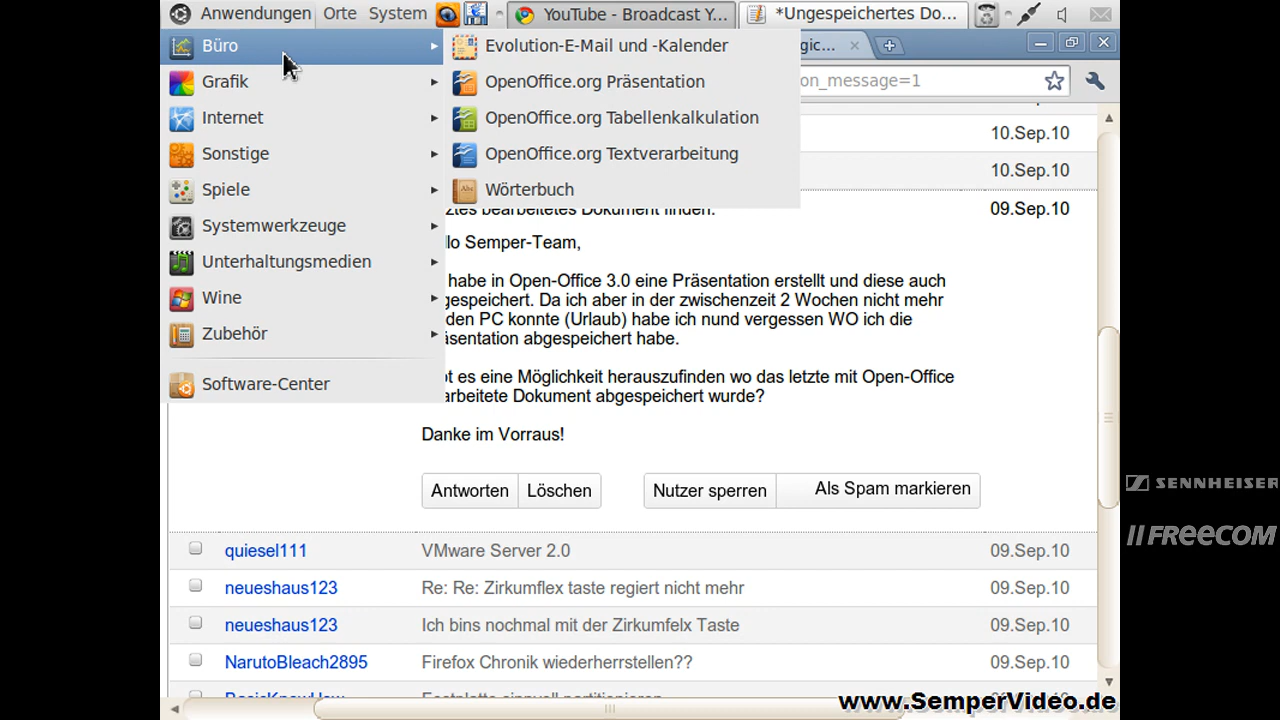 Anwendungen Orte System YouTube - Broadcast Y... *Ungespeichertes Do...
Büro
Grafik
Internet
Sonstige
Spiele
Systemwerkzeuge
Unterhaltungsmedien
Wine
Zubehör
Software-Center
Evolution-E-Mail und -Kalender
OpenOffice.org Präsentation
OpenOffice.org Tabellenkalkulation
OpenOffice.org Textverarbeitung
Wörterbuch
gic...
on_message=1
10.Sep.10
10.Sep.10
bearbeitetes Dokument finden. 09.Sep.10
Semper-Team,
habe in Open-Office 3.0 eine Präsentation erstellt und diese auch
gespeichert. Da ich aber in der zwischenzeit 2 Wochen nicht mehr
den PC konnte (Urlaub) habe ich nund vergessen WO ich die
äsentation abgespeichert habe.
es eine Möglichkeit herauszufinden wo das letzte mit Open-Office
arbeitete Dokument abgespeichert wurde?
Danke im Vorraus!
Antworten Löschen Nutzer sperren Als Spam markieren
quiesel111 VMware Server 2.0 09.Sep.10
neueshaus123 Re: Re: Zirkumflex taste regiert nicht mehr 09.Sep.10
neueshaus123 Ich bins nochmal mit der Zirkumfelx Taste 09.Sep.10
NarutoBleach2895 Firefox Chronik wiederherrstellen?? 09.Sep.10
SENNHEISER
FREECOM
www.SemperVideo.de